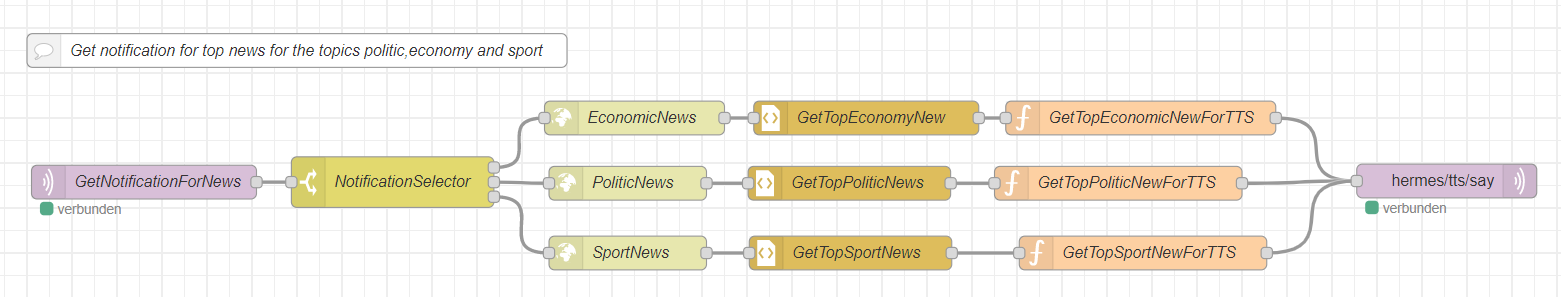 Get notification for top news for the topics politic,economy and sport
EconomicNews
GetTopEconomyNew
GetTopEconomicNewForTTS
GetNotificationForNews
verbunden
NotificationSelector
PoliticNews
GetTopPoliticNews
GetTopPoliticNewForTTS
hermes/tts/say
verbunden
SportNews
GetTopSportNews
GetTopSportNewForTTS